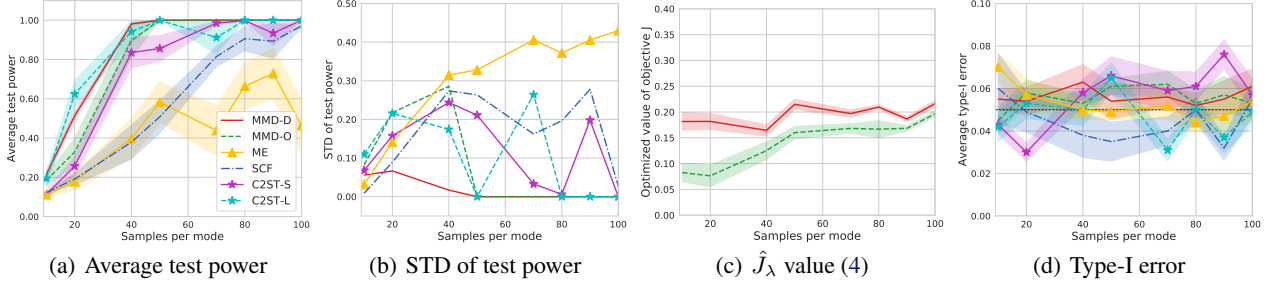 Average test power
1.00
0.80
0.60
0.40
0.20
0.00
20
40
60
80
100
Samples per mode
MMD-D
MMD-O
ME
SCF
C2ST-S
C2ST-L
(a) Average test power
STD of test power
0.50
0.40
0.30
0.20
0.10
0.00
20
40
60
80
100
Samples per mode
(b) STD of test power
Optimized value of objective J
0.40
0.35
0.30
0.25
0.20
0.15
0.10
0.05
0.00
20
40
60
80
100
Samples per mode
(c) Ĵλ value (4)
Average type-I error
0.10
0.08
0.06
0.04
0.02
0.00
20
40
60
80
100
Samples per mode
(d) Type-I error